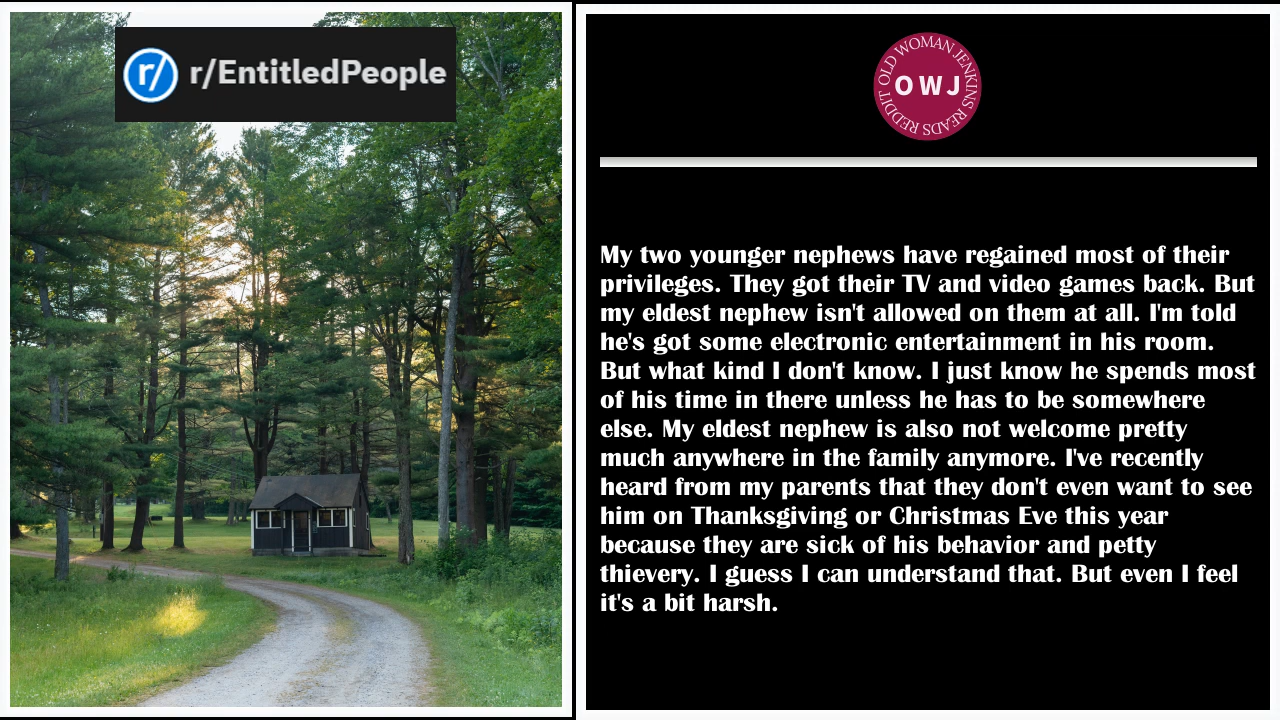 r/ r/EntitledPeople
OLD WOMAN JENKINS READS REDDIT
OWJ
My two younger nephews have regained most of their
privileges. They got their TV and video games back. But
my eldest nephew isn't allowed on them at all. I'm told
he's got some electronic entertainment in his room.
But what kind I don't know. I just know he spends most
of his time in there unless he has to be somewhere
else. My eldest nephew is also not welcome pretty
much anywhere in the family anymore. I've recently
heard from my parents that they don't even want to see
him on Thanksgiving or Christmas Eve this year
because they are sick of his behavior and petty
thievery. I guess I can understand that. But even I feel
it's a bit harsh.